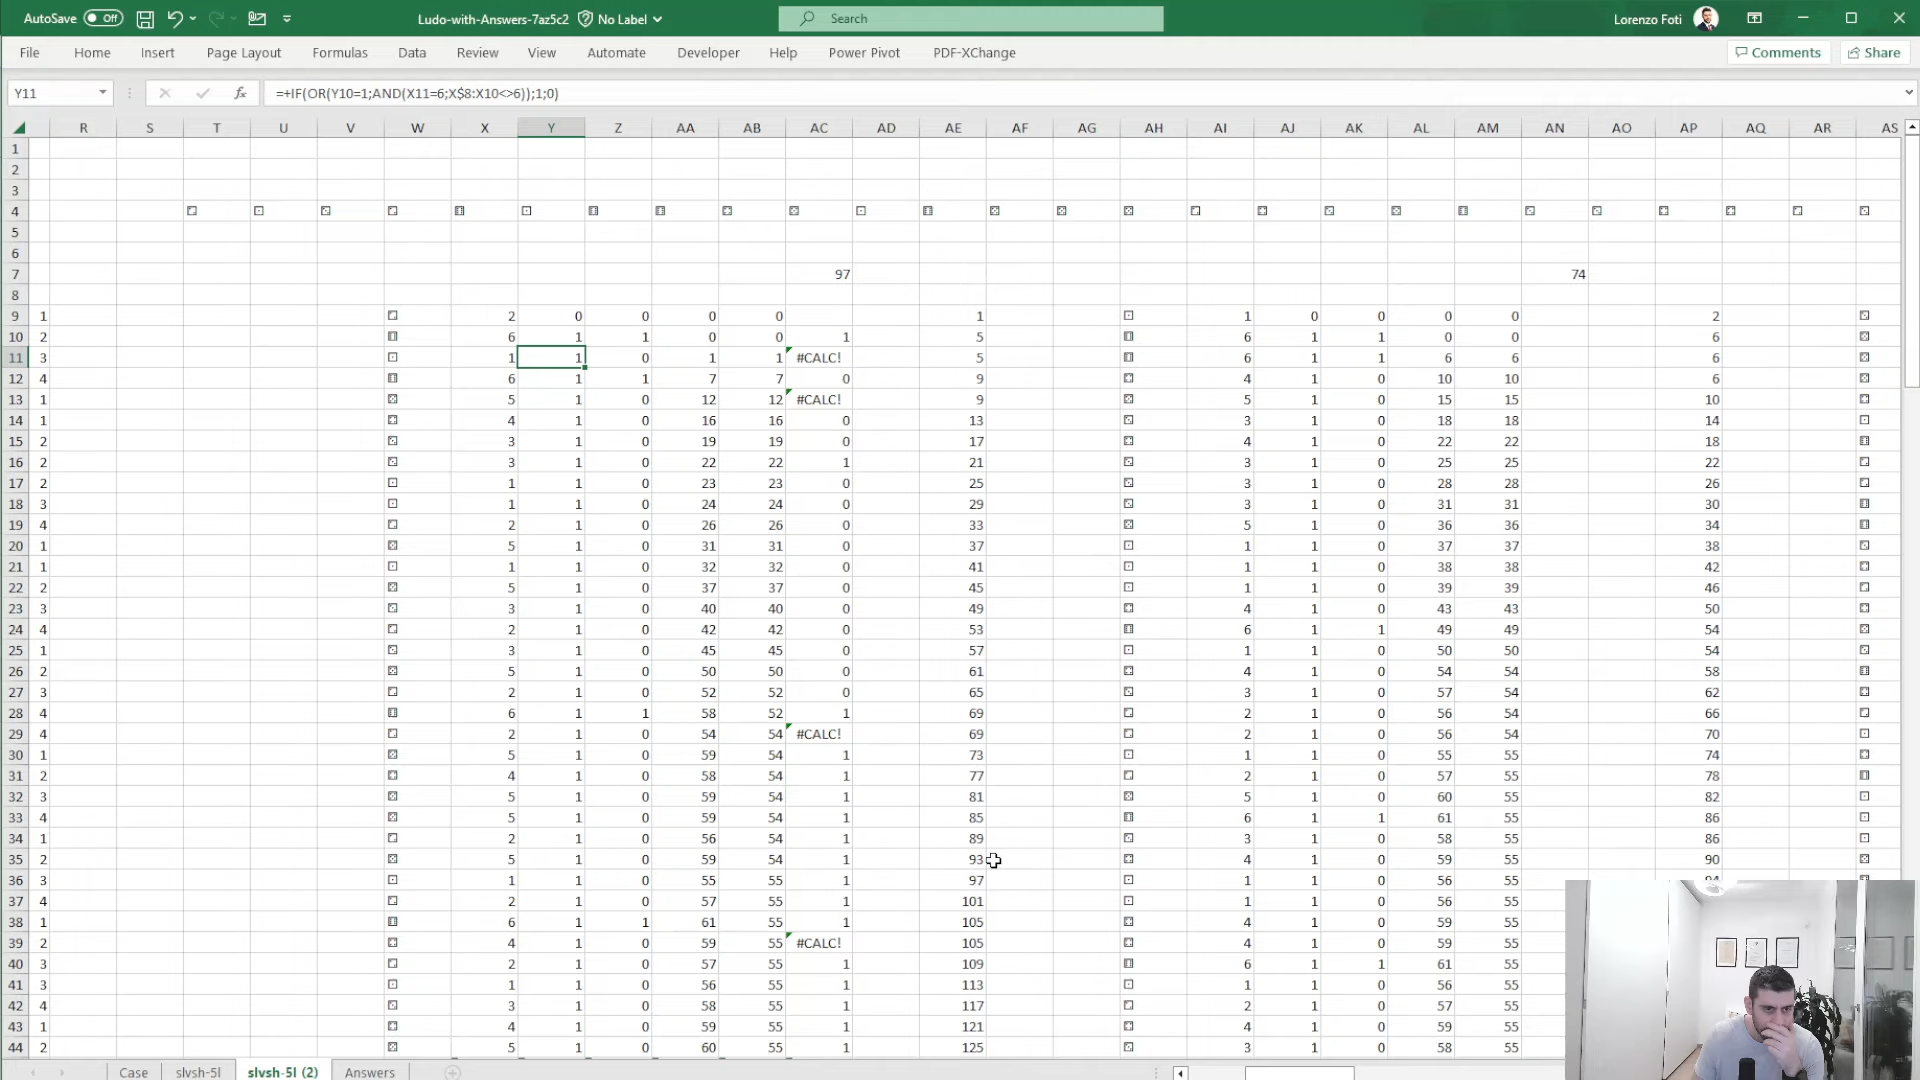 AutoSave Off Ludo-with-Answers-7az5c2 No Label Search Lorenzo Foti
File Home Insert Page Layout Formulas Data Review View Automate Developer Help Power Pivot PDF-XChange Comments Share
Y11 fx =+IF(OR(Y10=1;AND(X11=6;X$8:X10<>6));1;0)
R S T U V W X Y Z AA AB AC AD AE AF AG AH AI AJ AK AL AM AN AO AP AQ AR AS
1
2
3
4
5
6
7 97 74
8
9 1 2 0 0 0 0 1 1 0 0 0 0 2
10 2 6 1 1 0 0 1 5 6 1 1 0 0 6
11 3 1 1 0 1 1 #CALC! 5 6 1 1 6 6 6
12 4 6 1 1 7 7 0 9 4 1 0 10 10 6
13 1 5 1 0 12 12 #CALC! 9 5 1 0 15 15 10
14 1 4 1 0 16 16 0 13 3 1 0 18 18 14
15 2 3 1 0 19 19 0 17 4 1 0 22 22 18
16 2 3 1 0 22 22 1 21 3 1 0 25 25 22
17 2 1 1 0 23 23 0 25 3 1 0 28 28 26
18 3 1 1 0 24 24 0 29 3 1 0 31 31 30
19 4 2 1 0 26 26 0 33 5 1 0 36 36 34
20 1 5 1 0 31 31 0 37 1 1 0 37 37 38
21 1 1 1 0 32 32 0 41 1 1 0 38 38 42
22 2 5 1 0 37 37 0 45 1 1 0 39 39 46
23 3 3 1 0 40 40 0 49 4 1 0 43 43 50
24 4 2 1 0 42 42 0 53 6 1 1 49 49 54
25 1 3 1 0 45 45 0 57 1 1 0 50 50 54
26 2 5 1 0 50 50 0 61 4 1 0 54 54 58
27 3 2 1 0 52 52 0 65 3 1 0 57 54 62
28 4 6 1 1 58 52 1 69 2 1 0 56 54 66
29 4 2 1 0 54 54 #CALC! 69 2 1 0 56 54 70
30 1 5 1 0 59 54 1 73 1 1 0 55 55 74
31 2 4 1 0 58 54 1 77 2 1 0 57 55 78
32 3 5 1 0 59 54 1 81 5 1 0 60 55 82
33 4 5 1 0 59 54 1 85 6 1 1 61 55 86
34 1 2 1 0 56 54 1 89 3 1 0 58 55 86
35 2 5 1 0 59 54 1 93 4 1 0 59 55 90
36 3 1 1 0 55 55 1 97 1 1 0 56 55
37 4 2 1 0 57 55 1 101 1 1 0 56 55
38 1 6 1 1 61 55 1 105 4 1 0 59 55
39 2 4 1 0 59 55 #CALC! 105 4 1 0 59 55
40 3 2 1 0 57 55 1 109 6 1 1 61 55
41 3 1 1 0 56 55 1 113 1 1 0 56 55
42 4 3 1 0 58 55 1 117 2 1 0 57 55
43 1 4 1 0 59 55 1 121 4 1 0 59 55
44 2 5 1 0 60 55 1 125 3 1 0 58 55
Case slvsh-5l slvsh-5l (2) Answers